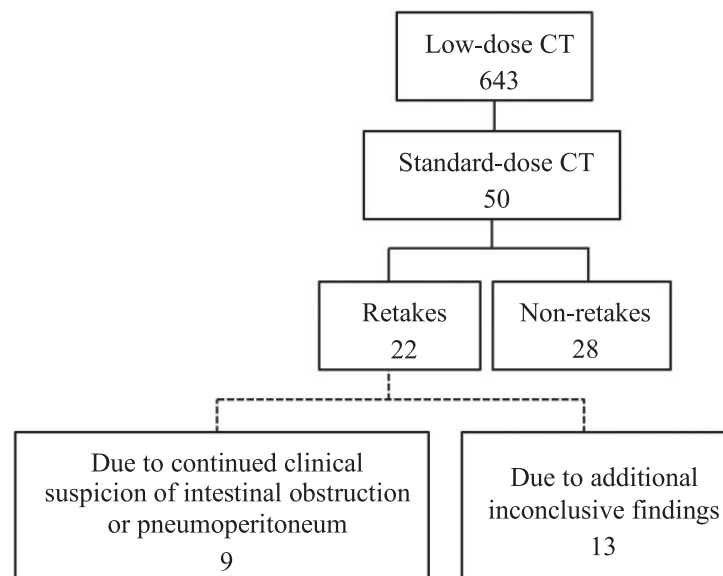 Low-dose CT
643
Standard-dose CT
50
Retakes
22
Non-retakes
28
Due to continued clinical
suspicion of intestinal obstruction
or pneumoperitoneum
9
Due to additional
inconclusive findings
13